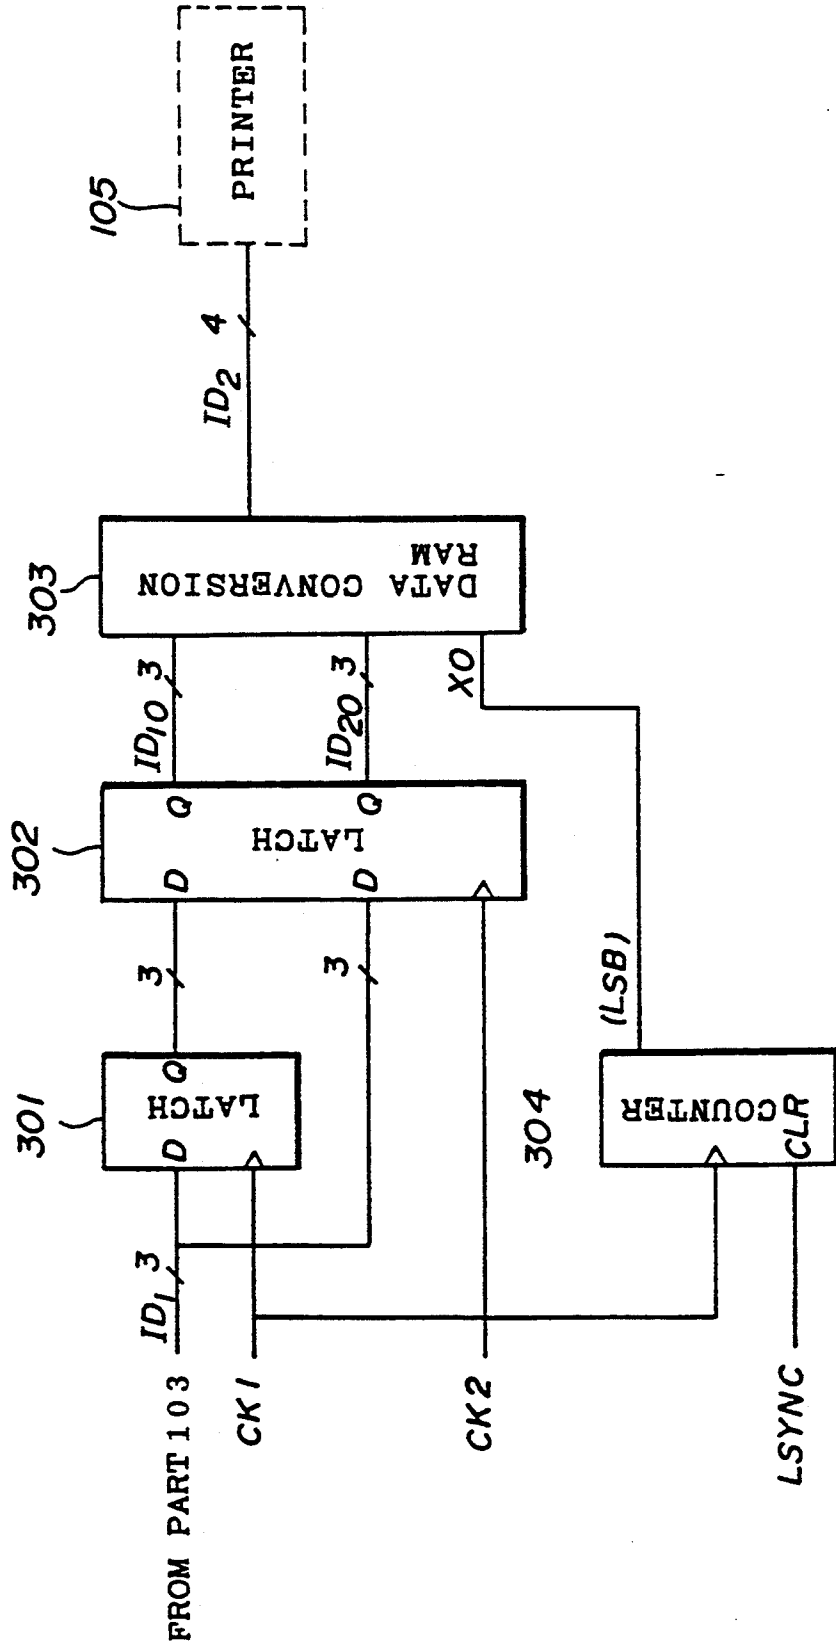 FROM PART 103
ID1 3
CK1
CK2
LSYNC
301
D Q
LATCH
3
3
304
COUNTER
CLR
(LSB)
302
D Q
LATCH
D Q
ID10 3
ID20 3
XO
303
DATA CONVERSION
RAM
ID2 4
105
PRINTER